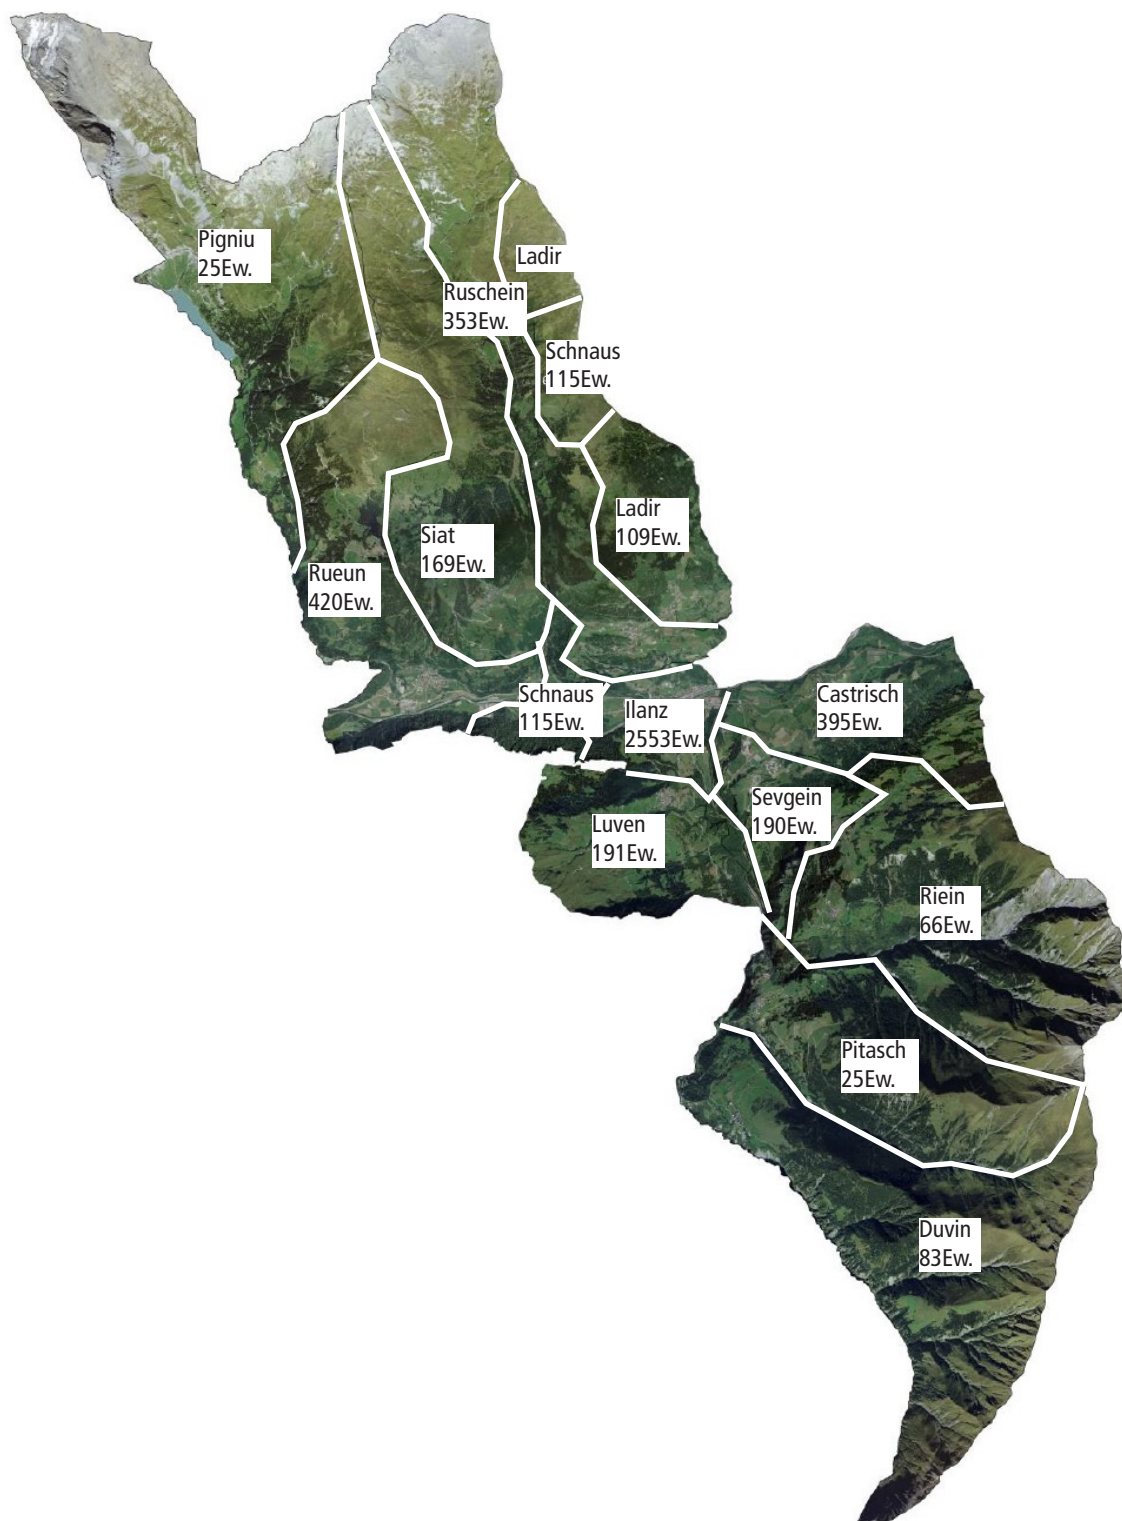 Pigniu
25Ew.
Ladir
Ruschein
353Ew.
Schnaus
115Ew.
Ladir
109Ew.
Siat
169Ew.
Rueun
420Ew.
Schnaus
115Ew.
Ilanz
2553Ew.
Castrisch
395Ew.
Sevgein
190Ew.
Luven
191Ew.
Riein
66Ew.
Pitasch
25Ew.
Duvin
83Ew.